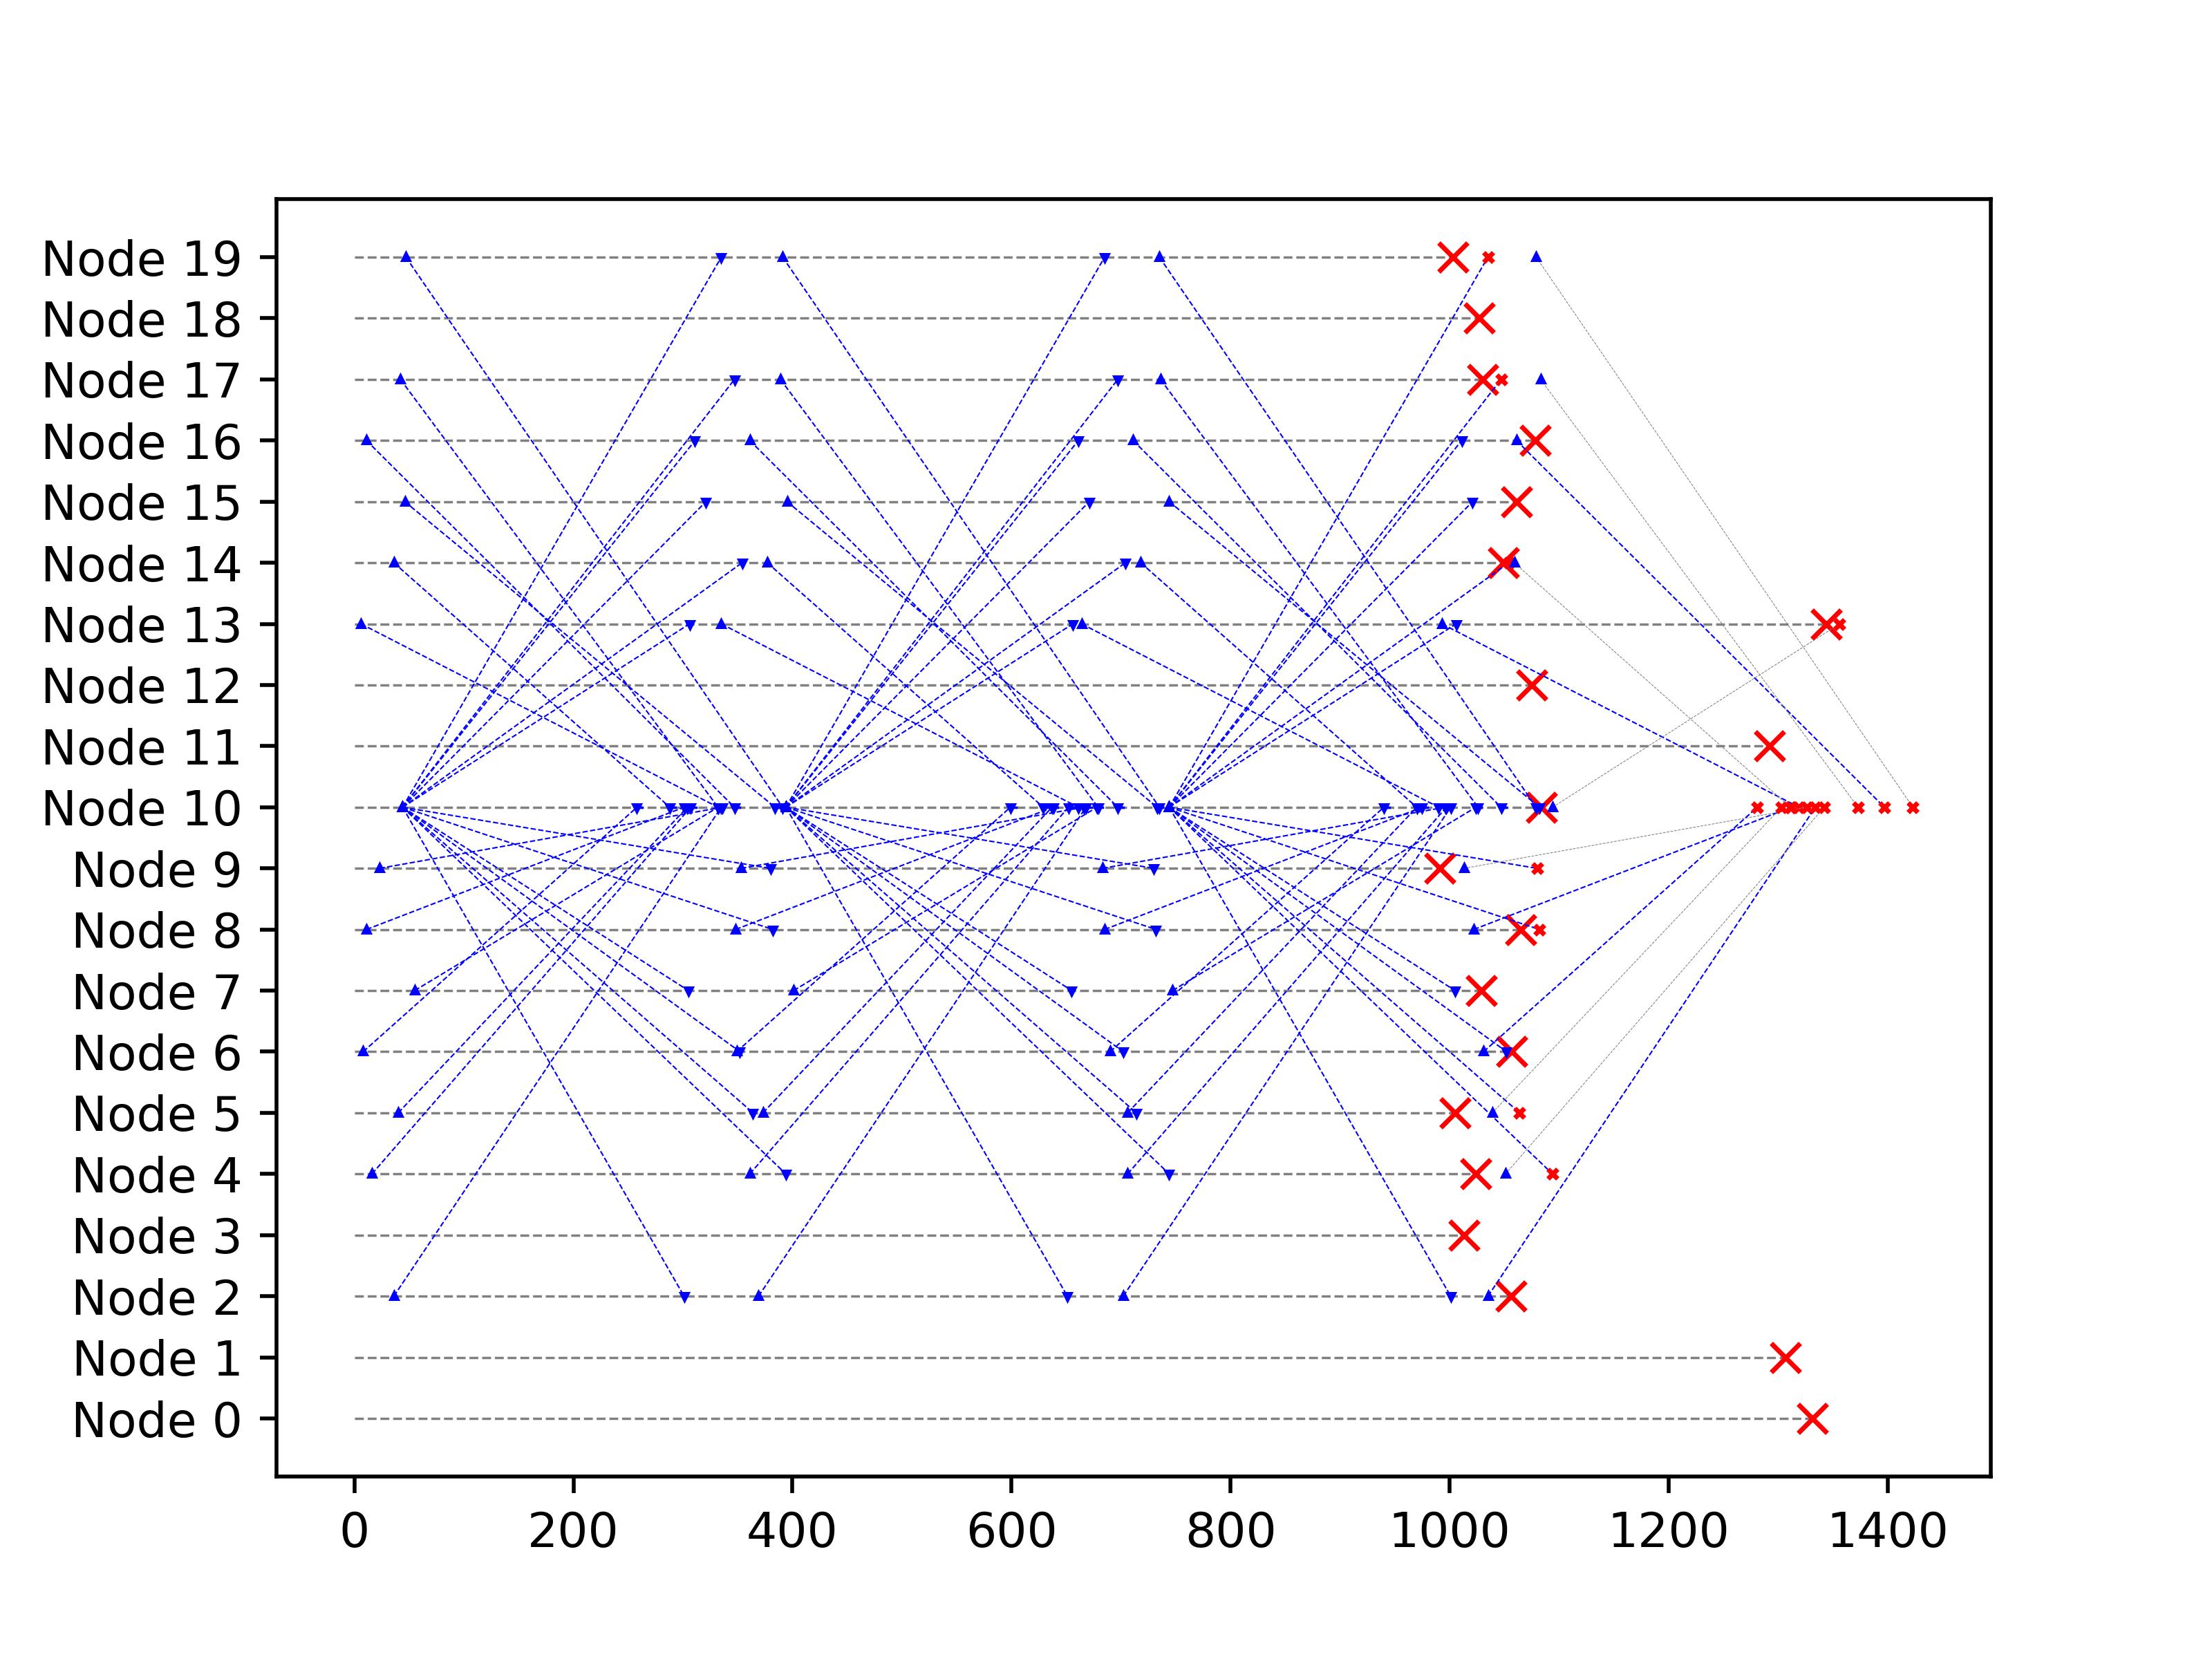 Node 19
Node 18
Node 17
Node 16
Node 15
Node 14
Node 13
Node 12
Node 11
Node 10
Node 9
Node 8
Node 7
Node 6
Node 5
Node 4
Node 3
Node 2
Node 1
Node 0
0 200 400 600 800 1000 1200 1400